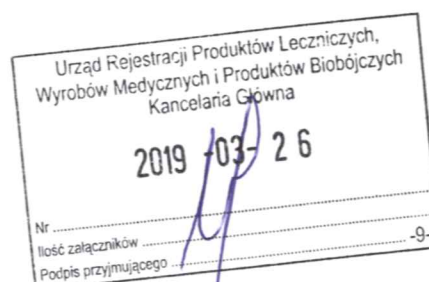 Urząd Rejestracji Produktów Leczniczych,
Wyrobów Medycznych i Produktów Biobójczych
Kancelaria Główna
2019 -03- 26
Nr
Ilość załączników
Podpis przyjmującego -9-